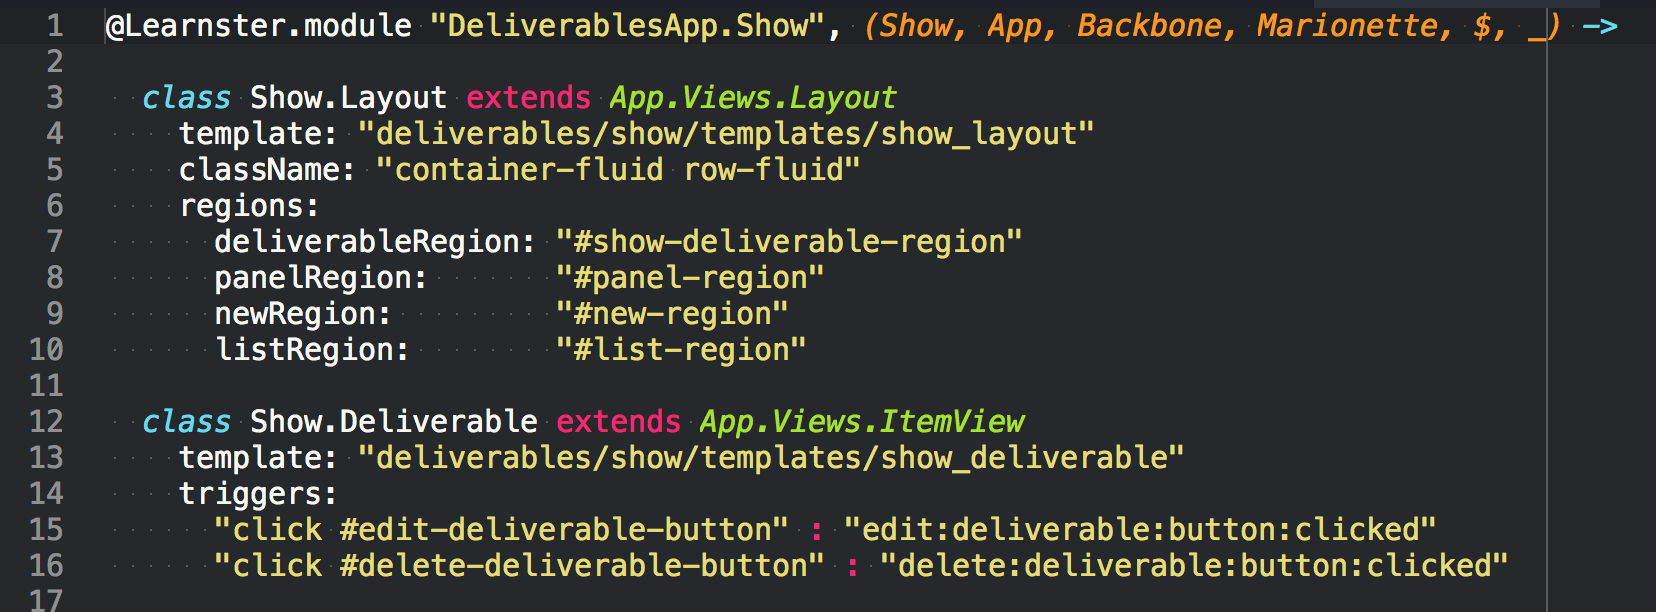 1 @Learnster.module "DeliverablesApp.Show", (Show, App, Backbone, Marionette, $, _) ->
2
3   class Show.Layout extends App.Views.Layout
4     template: "deliverables/show/templates/show_layout"
5     className: "container-fluid row-fluid"
6     regions:
7       deliverableRegion: "#show-deliverable-region"
8       panelRegion:       "#panel-region"
9       newRegion:         "#new-region"
10       listRegion:        "#list-region"
11
12   class Show.Deliverable extends App.Views.ItemView
13     template: "deliverables/show/templates/show_deliverable"
14     triggers:
15       "click #edit-deliverable-button" : "edit:deliverable:button:clicked"
16       "click #delete-deliverable-button" : "delete:deliverable:button:clicked"
17